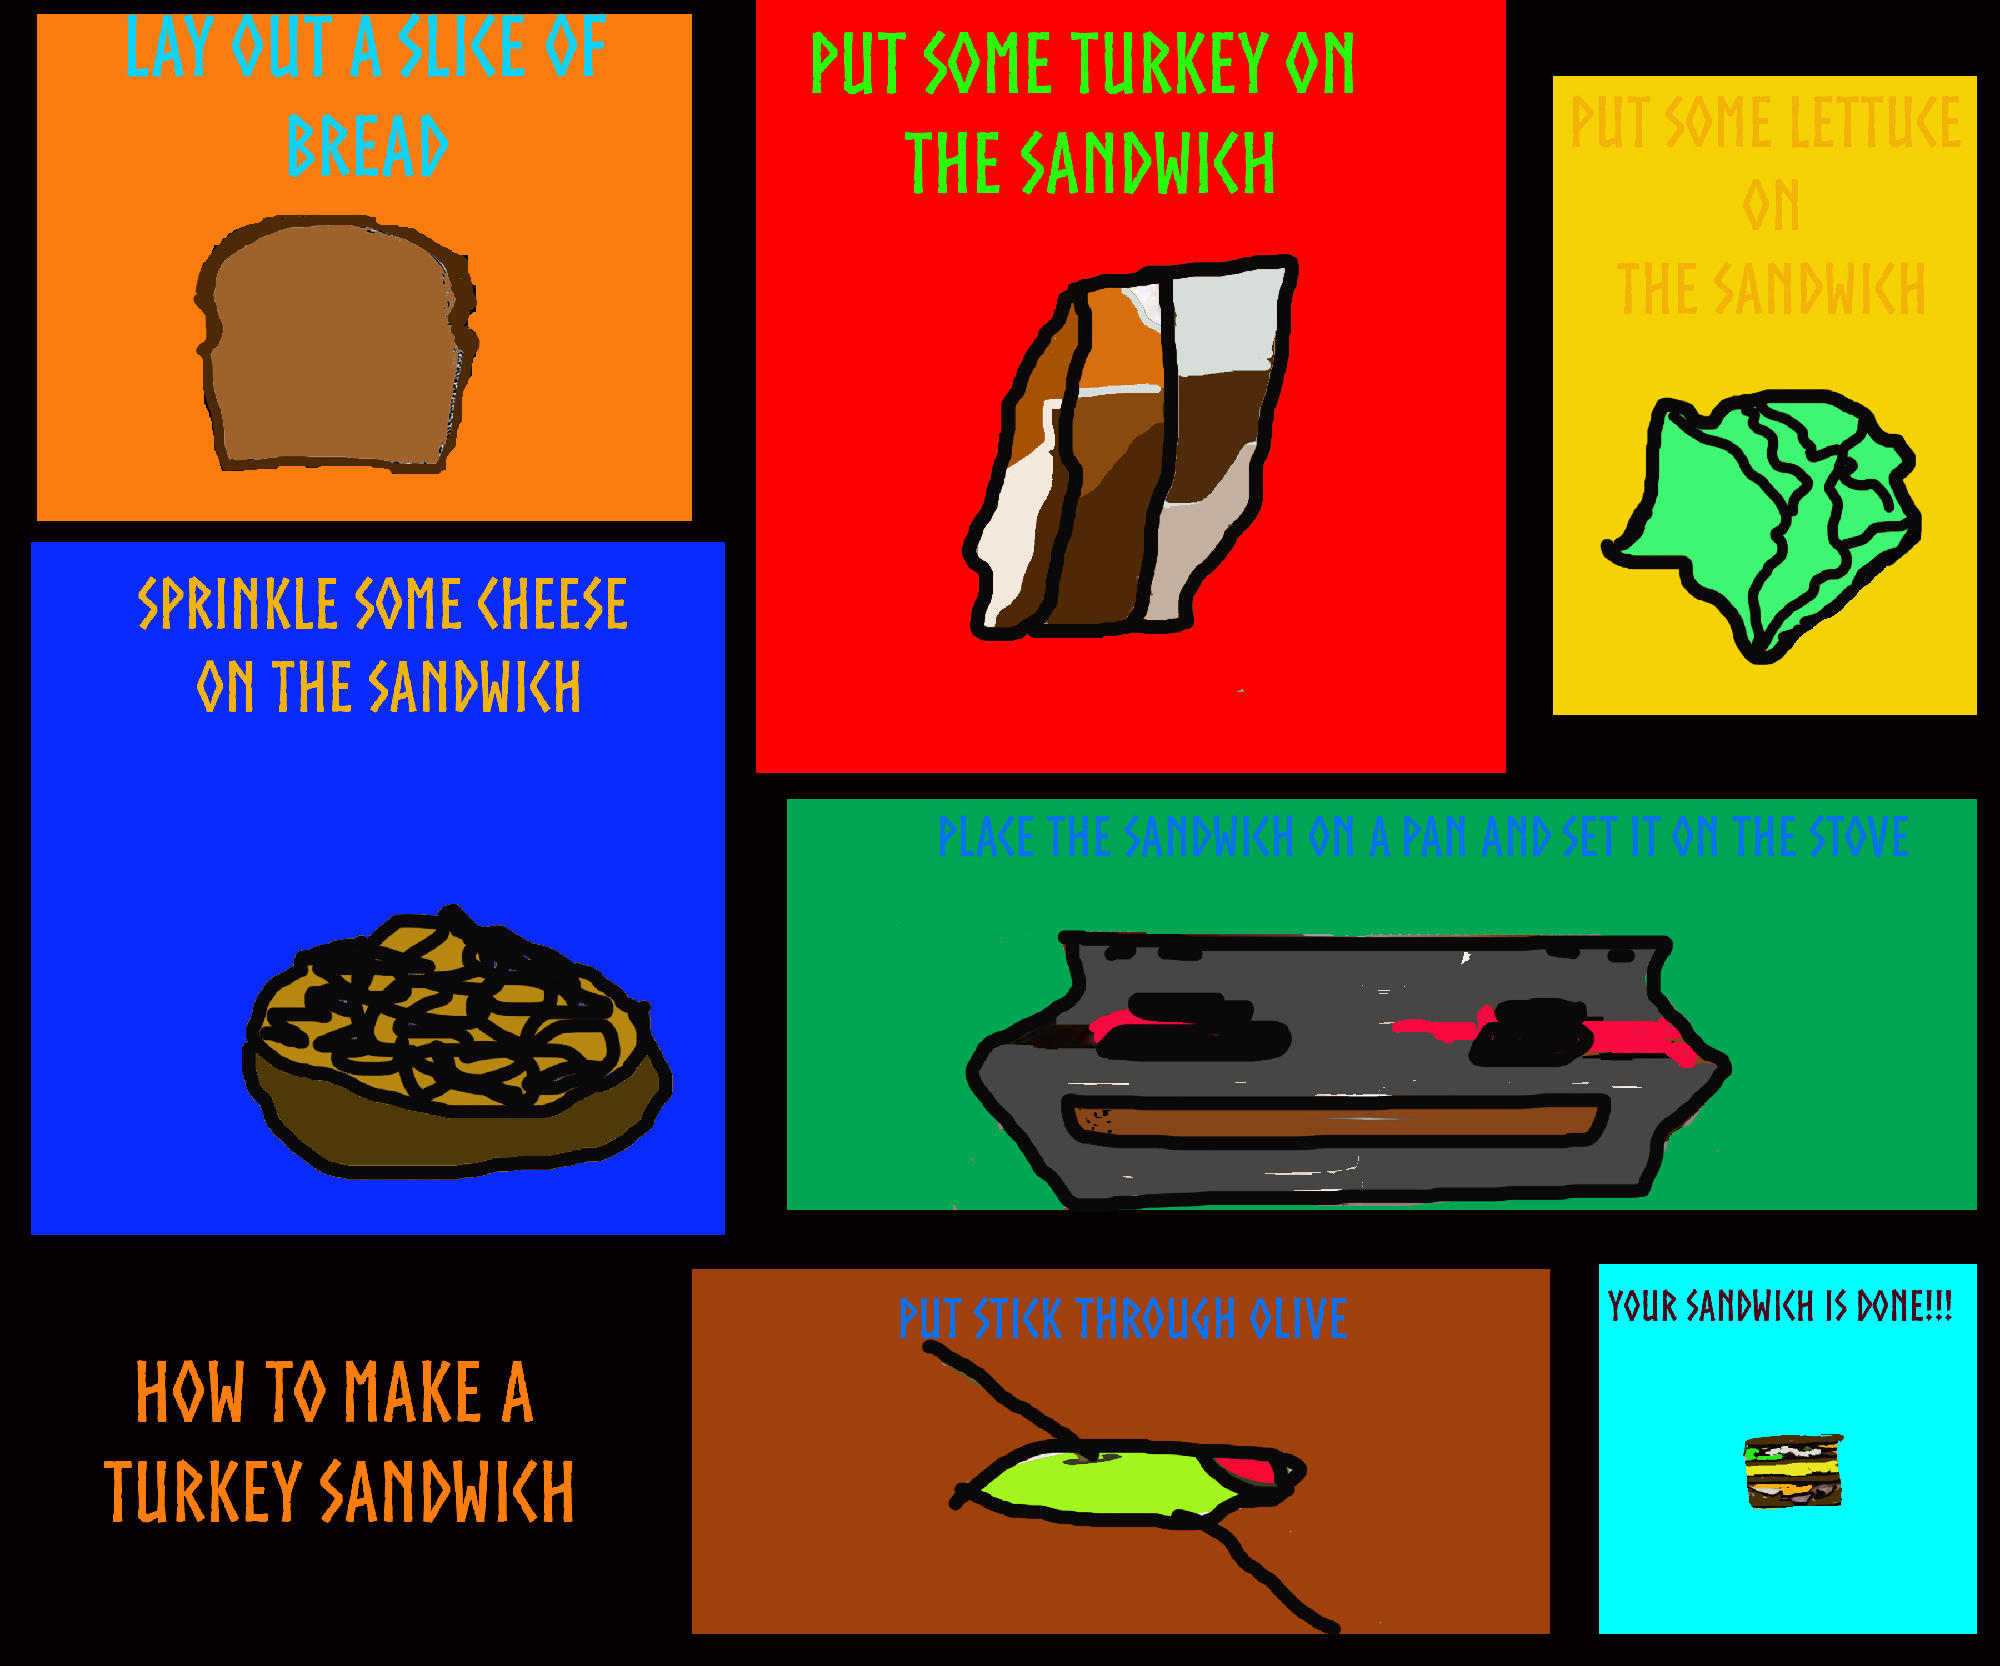 LAY OUT A SLICE OF
BREAD
PUT SOME TURKEY ON
THE SANDWICH
PUT SOME LETTUCE
ON
THE SANDWICH
SPRINKLE SOME CHEESE
ON THE SANDWICH
PLACE THE SANDWICH ON A PAN AND SET IT ON THE STOVE
HOW TO MAKE A
TURKEY SANDWICH
PUT STICK THROUGH OLIVE
YOUR SANDWICH IS DONE!!!